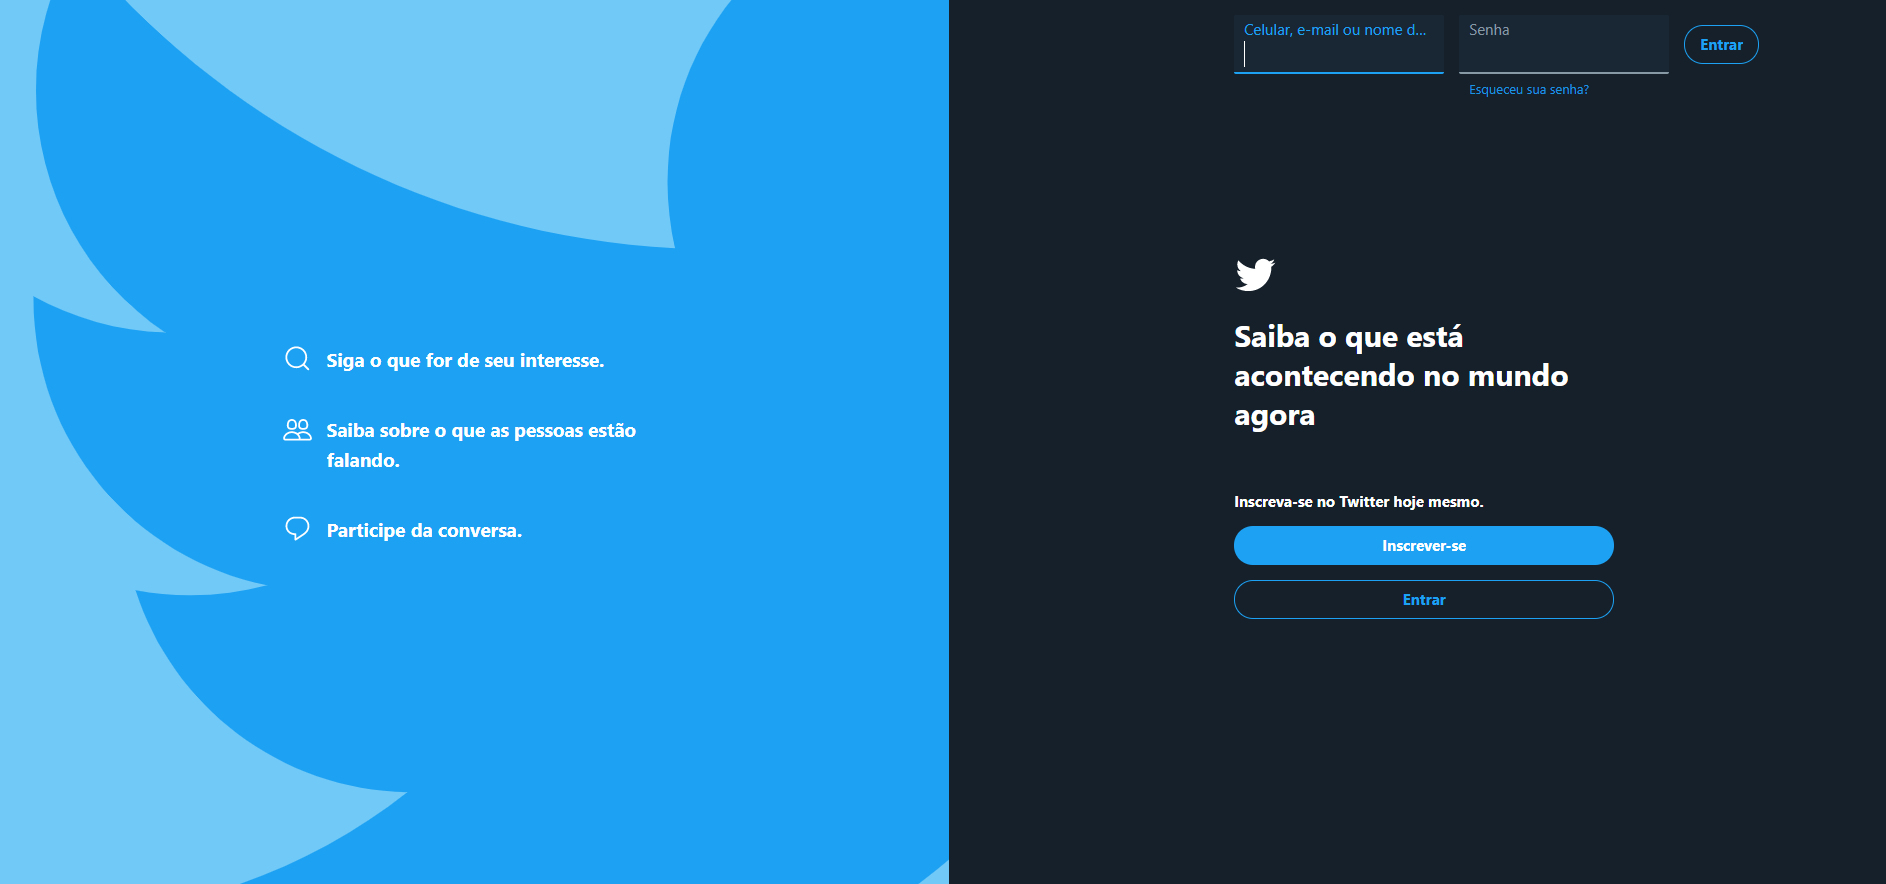 Celular, e-mail ou nome d...
Senha
Entrar
Esqueceu sua senha?
Siga o que for de seu interesse.
Saiba sobre o que as pessoas estão
falando.
Participe da conversa.
Saiba o que está
acontecendo no mundo
agora
Inscreva-se no Twitter hoje mesmo.
Inscrever-se
Entrar